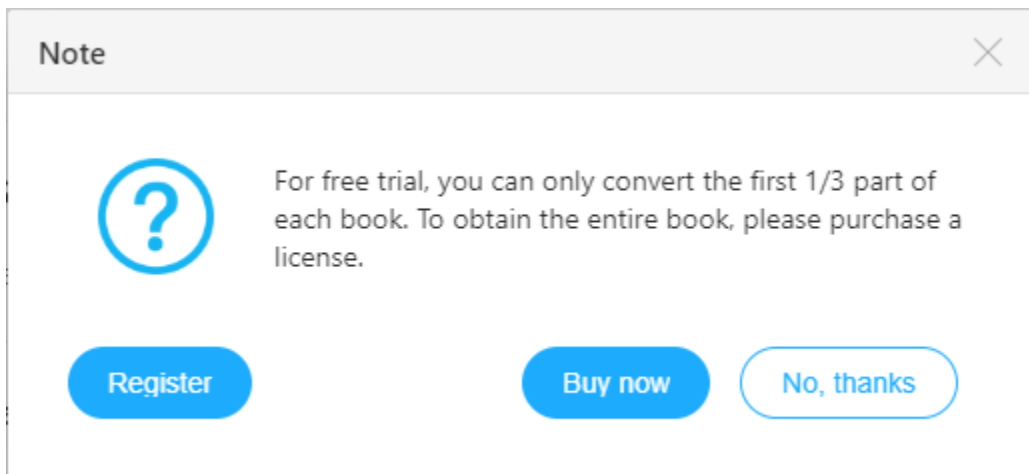 Note
For free trial, you can only convert the first 1/3 part of
each book. To obtain the entire book, please purchase a
license.
Register
Buy now
No, thanks